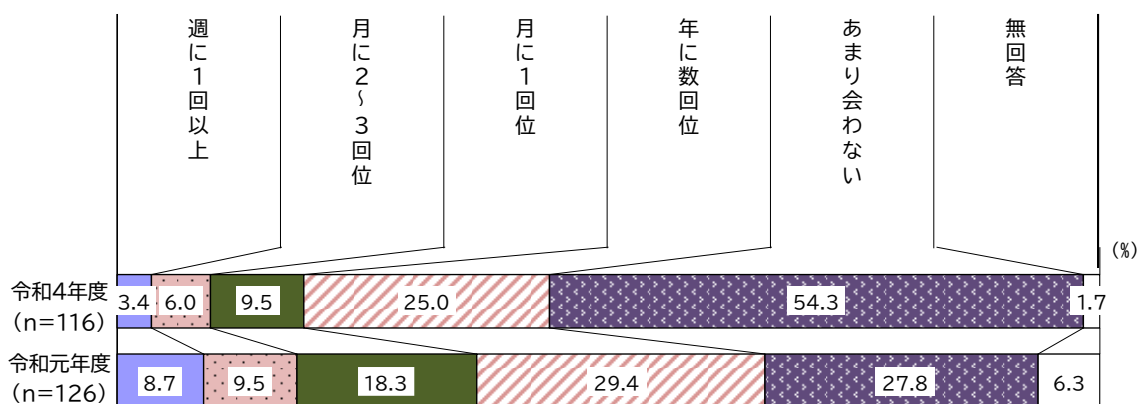 週に1回以上
月に2～3回位
月に1回位
年に数回位
あまり会わない
無回答
(%)
令和4年度
(n=116)
3.4 6.0 9.5 25.0 54.3 1.7
令和元年度
(n=126)
8.7 9.5 18.3 29.4 27.8 6.3